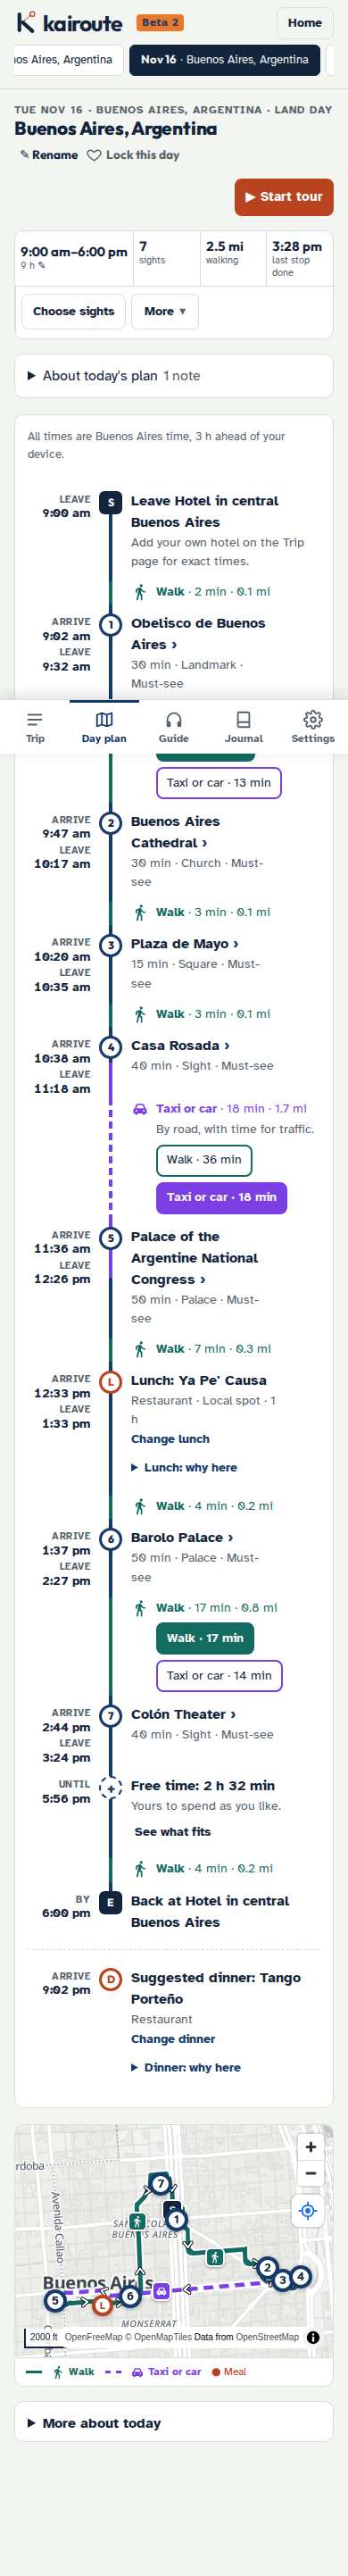 kairoute Beta 2 Home
nos Aires, Argentina Nov 16 · Buenos Aires, Argentina
TUE NOV 16 · BUENOS AIRES, ARGENTINA · LAND DAY
Buenos Aires, Argentina
✎ Rename Lock this day
▶ Start tour
9:00 am–6:00 pm 7 2.5 mi 3:28 pm
9 h ✎ sights walking last stop
done
Choose sights More ▾
▶ About today's plan 1 note
All times are Buenos Aires time, 3 h ahead of your
device.
LEAVE S Leave Hotel in central
9:00 am Buenos Aires
Add your own hotel on the Trip
page for exact times.
Walk · 2 min · 0.1 mi
ARRIVE 1 Obelisco de Buenos
9:02 am Aires ›
LEAVE
9:32 am 30 min · Landmark ·
Must-see
Trip Day plan Guide Journal Settings
Taxi or car · 13 min
ARRIVE 2 Buenos Aires
9:47 am Cathedral ›
LEAVE
10:17 am 30 min · Church · Must-
see
Walk · 3 min · 0.1 mi
ARRIVE 3 Plaza de Mayo ›
10:20 am 15 min · Square · Must-
LEAVE see
10:35 am
Walk · 3 min · 0.1 mi
ARRIVE 4 Casa Rosada ›
10:38 am 40 min · Sight · Must-see
LEAVE
11:18 am
Taxi or car · 18 min · 1.7 mi
By road, with time for traffic.
Walk · 36 min
Taxi or car · 18 min
ARRIVE 5 Palace of the
11:36 am Argentine National
LEAVE Congress ›
12:26 pm
50 min · Palace · Must-
see
Walk · 7 min · 0.3 mi
ARRIVE L Lunch: Ya Pe' Causa
12:33 pm Restaurant · Local spot · 1
LEAVE h
1:33 pm
Change lunch
▶ Lunch: why here
Walk · 4 min · 0.2 mi
ARRIVE 6 Barolo Palace ›
1:37 pm 50 min · Palace · Must-
LEAVE see
2:27 pm
Walk · 17 min · 0.8 mi
Walk · 17 min
Taxi or car · 14 min
ARRIVE 7 Colón Theater ›
2:44 pm 40 min · Sight · Must-see
LEAVE
3:24 pm
UNTIL + Free time: 2 h 32 min
5:56 pm Yours to spend as you like.
See what fits
Walk · 4 min · 0.2 mi
BY E Back at Hotel in central
6:00 pm Buenos Aires
ARRIVE D Suggested dinner: Tango
9:02 pm Porteño
Restaurant
Change dinner
▶ Dinner: why here
+
−
rdoba
Avenida Callao
7
1
SAN
BUENOS AIRES
2 3 4
Buenos Aires
5 L 6
MONSERRAT
2000 ft OpenFreeMap © OpenMapTiles Data from OpenStreetMap
Walk Taxi or car Meal
▶ More about today